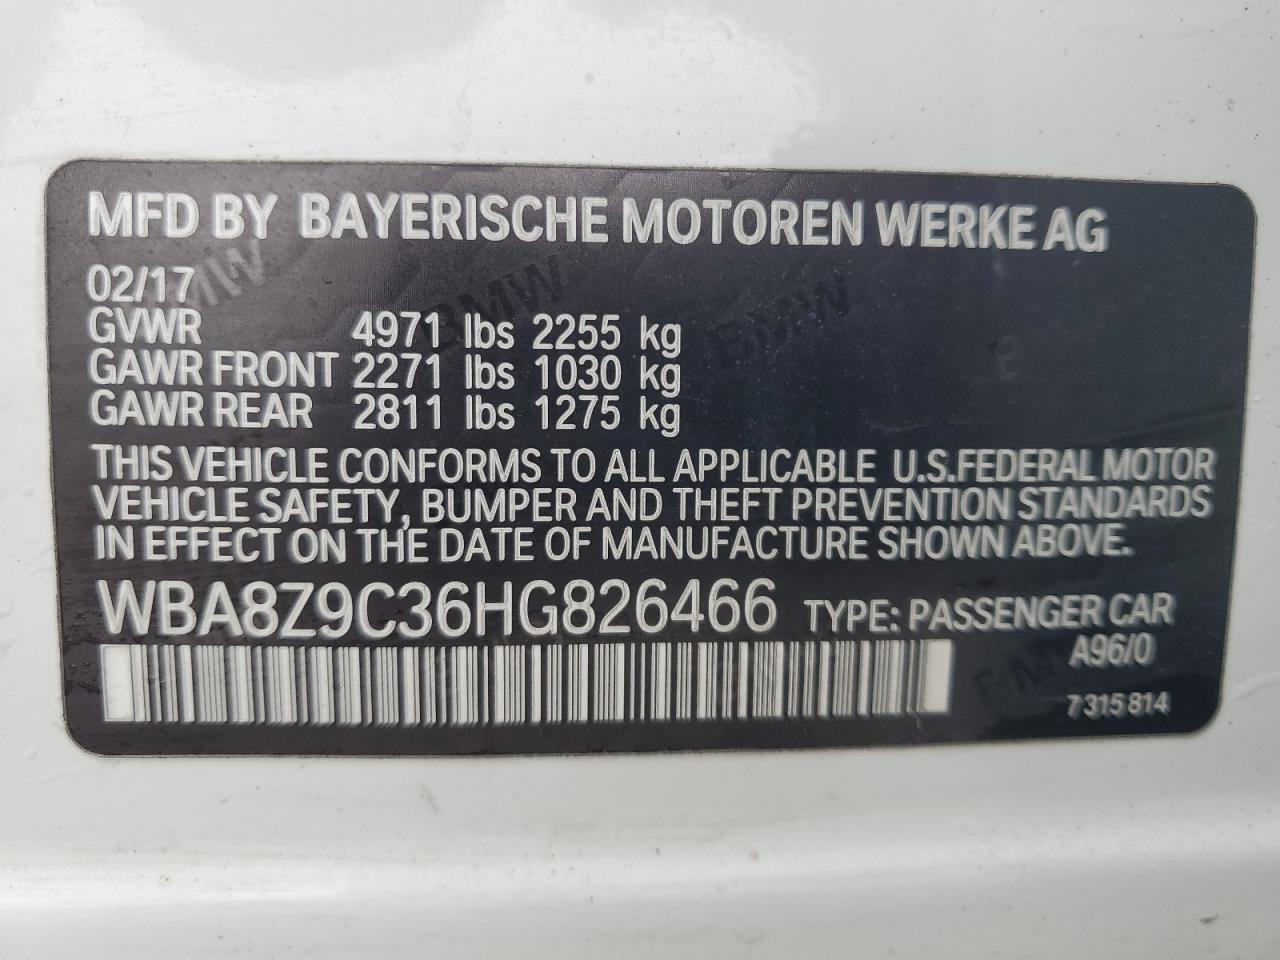 MFD BY BAYERISCHE MOTOREN WERKE AG
02/17
GVWR 4971 lbs 2255 kg
GAWR FRONT 2271 lbs 1030 kg
GAWR REAR 2811 lbs 1275 kg
THIS VEHICLE CONFORMS TO ALL APPLICABLE U.S.FEDERAL MOTOR
VEHICLE SAFETY, BUMPER AND THEFT PREVENTION STANDARDS
IN EFFECT ON THE DATE OF MANUFACTURE SHOWN ABOVE.
WBA8Z9C36HG826466 TYPE: PASSENGER CAR
A96/0
7 315 814
BMW
BMW